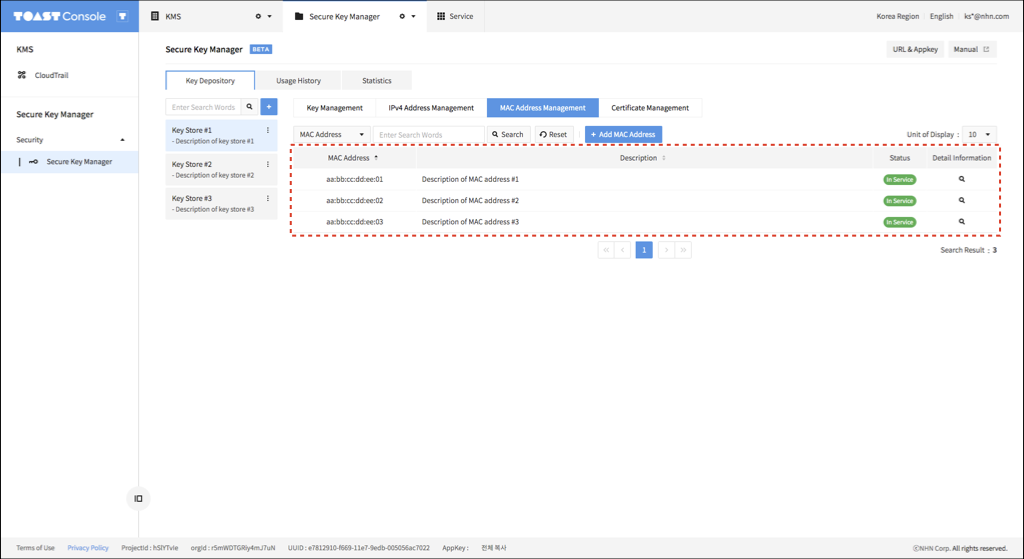 TOAST Console
KMS
Secure Key Manager
Service
Korea Region
English
ks*@nhn.com
KMS
CloudTrail
Secure Key Manager
Security
Secure Key Manager
Secure Key Manager BETA
URL & Appkey
Manual
Key Depository
Usage History
Statistics
Enter Search Words
+
Key Store #1
- Description of key store #1
Key Store #2
- Description of key store #2
Key Store #3
- Description of key store #3
Key Management
IPv4 Address Management
MAC Address Management
Certificate Management
MAC Address
Enter Search Words
Search
Reset
+ Add MAC Address
Unit of Display : 10
MAC Address Description Status Detail Information
aa:bb:cc:dd:ee:01 Description of MAC address #1 In Service
aa:bb:cc:dd:ee:02 Description of MAC address #2 In Service
aa:bb:cc:dd:ee:03 Description of MAC address #3 In Service
1
Search Result : 3
Terms of Use Privacy Policy ProjectId : hSlYTvIe orgId : r5mWDTGRiy4mJ7uN UUID : e7812910-f669-11e7-9edb-005056ac7022 AppKey : 전체 복사
ⓒNHN Corp. All rights reserved.